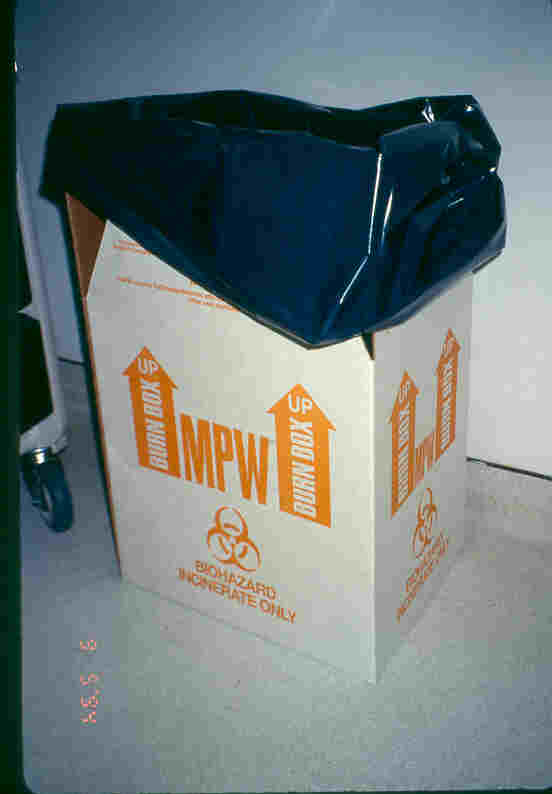 UP
BURN BOX
MPW
UP
BURN BOX
BIOHAZARD
INCINERATE ONLY
UP
BURN BOX
MPW
UP
BURN BOX
BIOHAZARD
INCINERATE ONLY